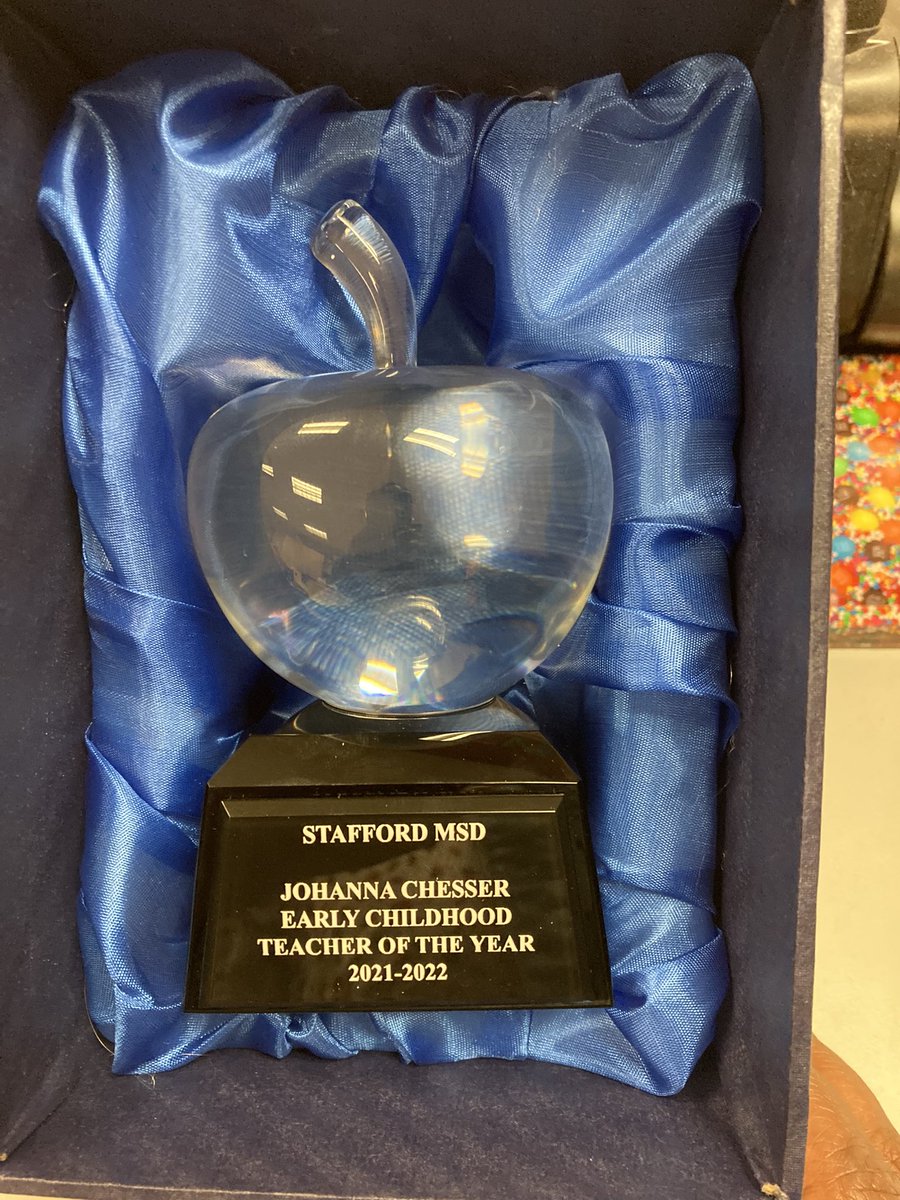 STAFFORD MSD
JOHANNA CHESSER
EARLY CHILDHOOD
TEACHER OF THE YEAR
2021-2022